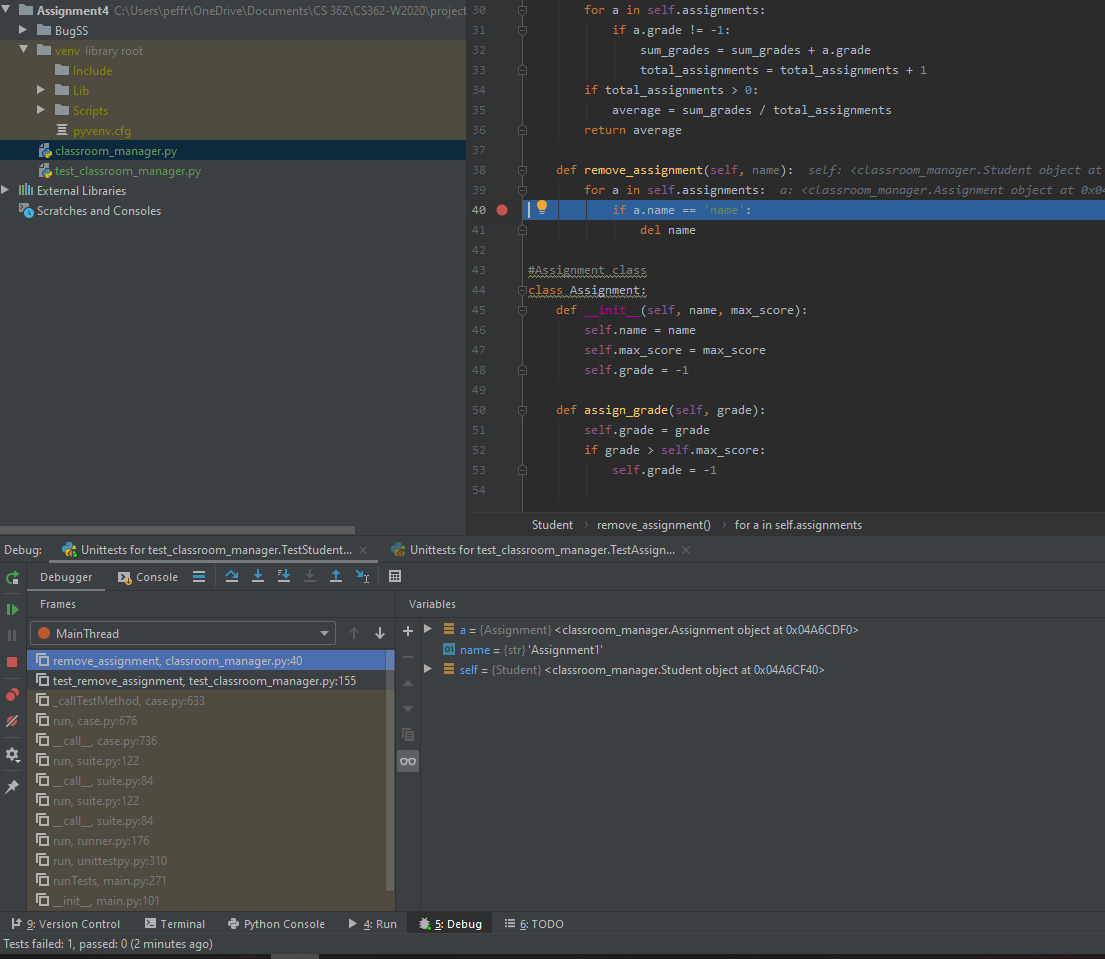 Assignment4 C:\Users\peffr\OneDrive\Documents\CS 362\CS362-W2020\project
BugSS
venv library root
Include
Lib
Scripts
pyvenv.cfg
classroom_manager.py
test_classroom_manager.py
External Libraries
Scratches and Consoles
30 for a in self.assignments:
31 if a.grade != -1:
32 sum_grades = sum_grades + a.grade
33 total_assignments = total_assignments + 1
34 if total_assignments > 0:
35 average = sum_grades / total_assignments
36 return average
37
38 def remove_assignment(self, name): self: <classroom_manager.Student object at
39 for a in self.assignments: a: <classroom_manager.Assignment object at 0x04
40 if a.name == 'name':
41 del name
42
43 #Assignment class
44 class Assignment:
45 def __init__(self, name, max_score):
46 self.name = name
47 self.max_score = max_score
48 self.grade = -1
49
50 def assign_grade(self, grade):
51 self.grade = grade
52 if grade > self.max_score:
53 self.grade = -1
54
Student › remove_assignment() › for a in self.assignments
Debug: Unittests for test_classroom_manager.TestStudent... × Unittests for test_classroom_manager.TestAssign... ×
Debugger Console
Frames
MainThread
remove_assignment, classroom_manager.py:40
test_remove_assignment, test_classroom_manager.py:155
_callTestMethod, case.py:633
run, case.py:676
__call__, case.py:736
run, suite.py:122
__call__, suite.py:84
run, suite.py:122
__call__, suite.py:84
run, runner.py:176
run, unittestpy.py:310
runTests, main.py:271
__init__, main.py:101
Variables
a = {Assignment} <classroom_manager.Assignment object at 0x04A6CDF0>
01 name = {str} 'Assignment1'
self = {Student} <classroom_manager.Student object at 0x04A6CF40>
9: Version Control Terminal Python Console 4: Run 5: Debug 6: TODO
Tests failed: 1, passed: 0 (2 minutes ago)